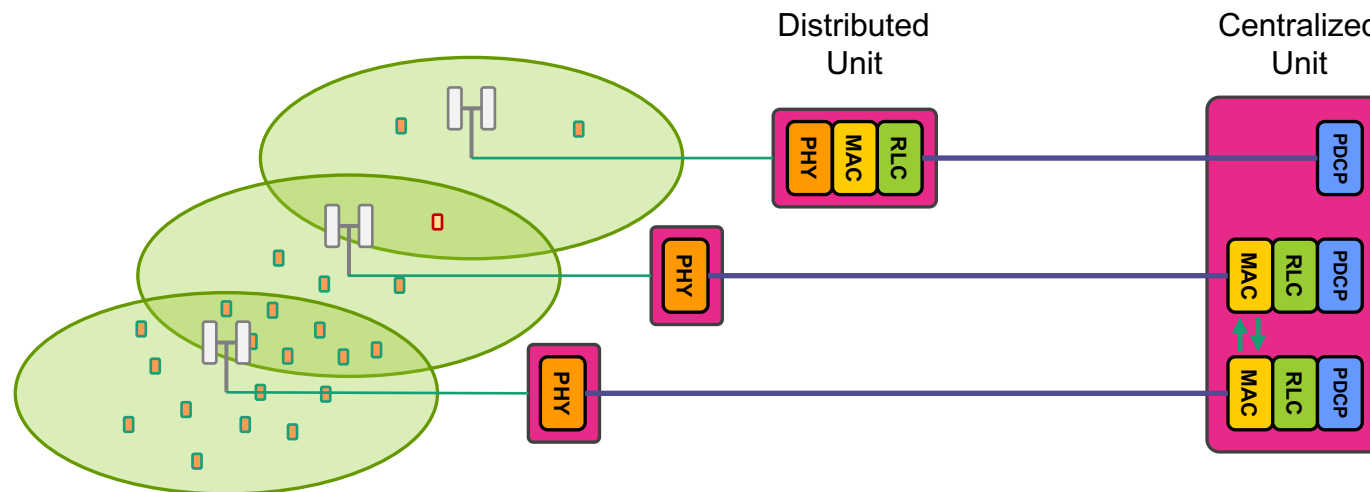 Distributed
Unit
Centralized
Unit
PHY MAC RLC
PDCP
PHY
MAC RLC PDCP
PHY
MAC RLC PDCP